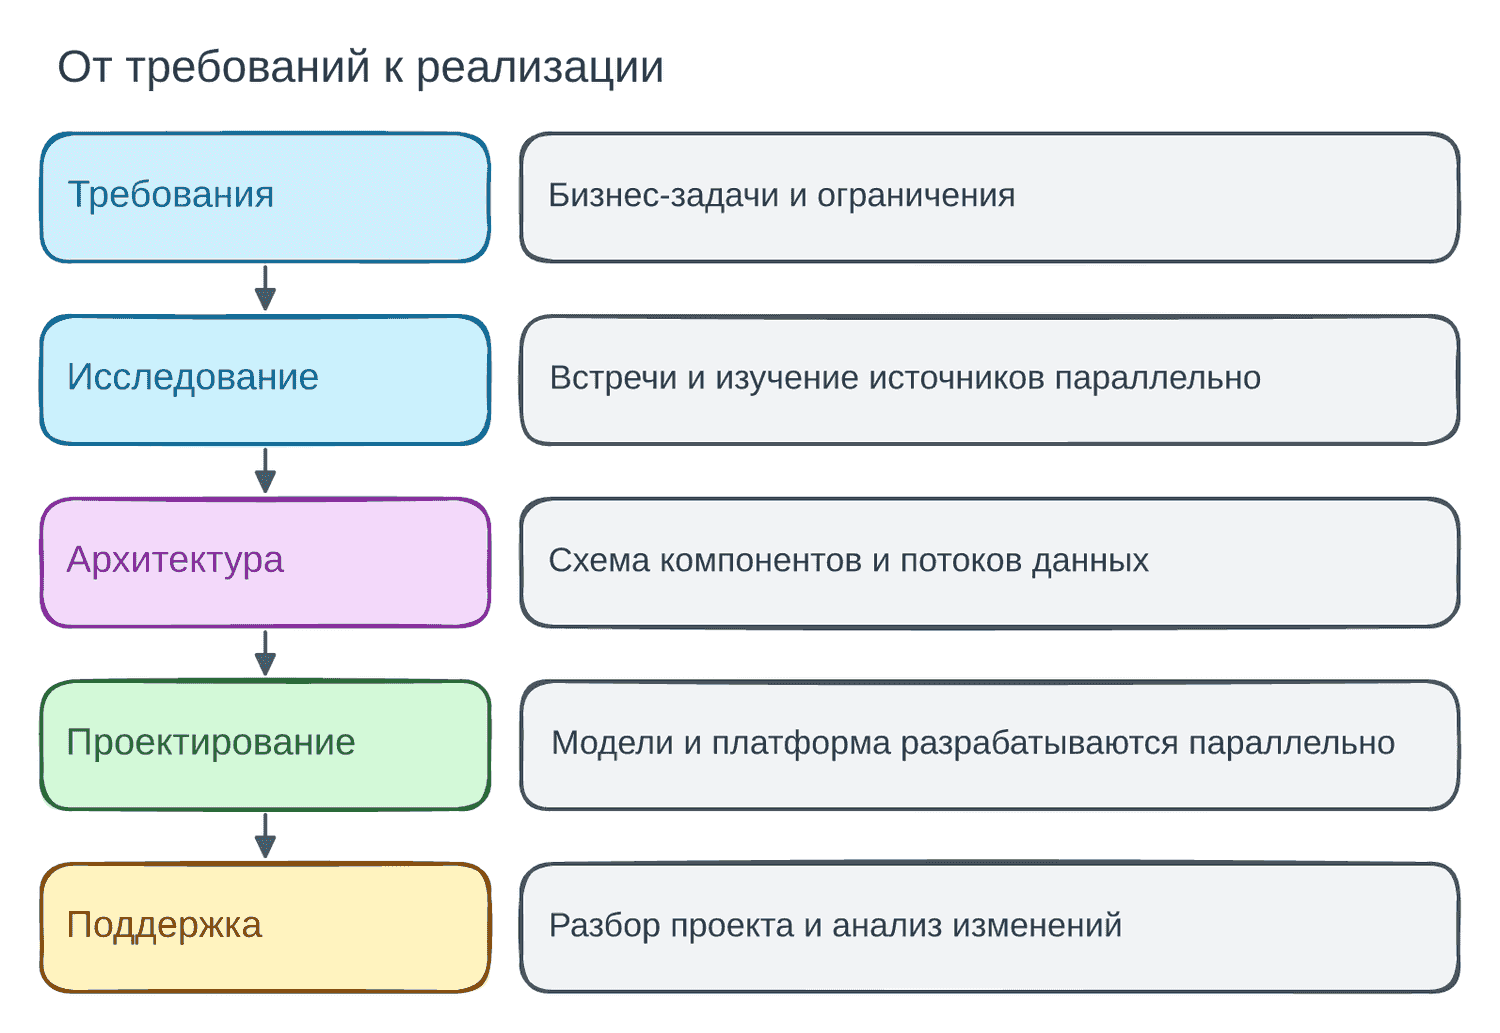 От требований к реализации
Требования
Бизнес-задачи и ограничения
Исследование
Встречи и изучение источников параллельно
Архитектура
Схема компонентов и потоков данных
Проектирование
Модели и платформа разрабатываются параллельно
Поддержка
Разбор проекта и анализ изменений